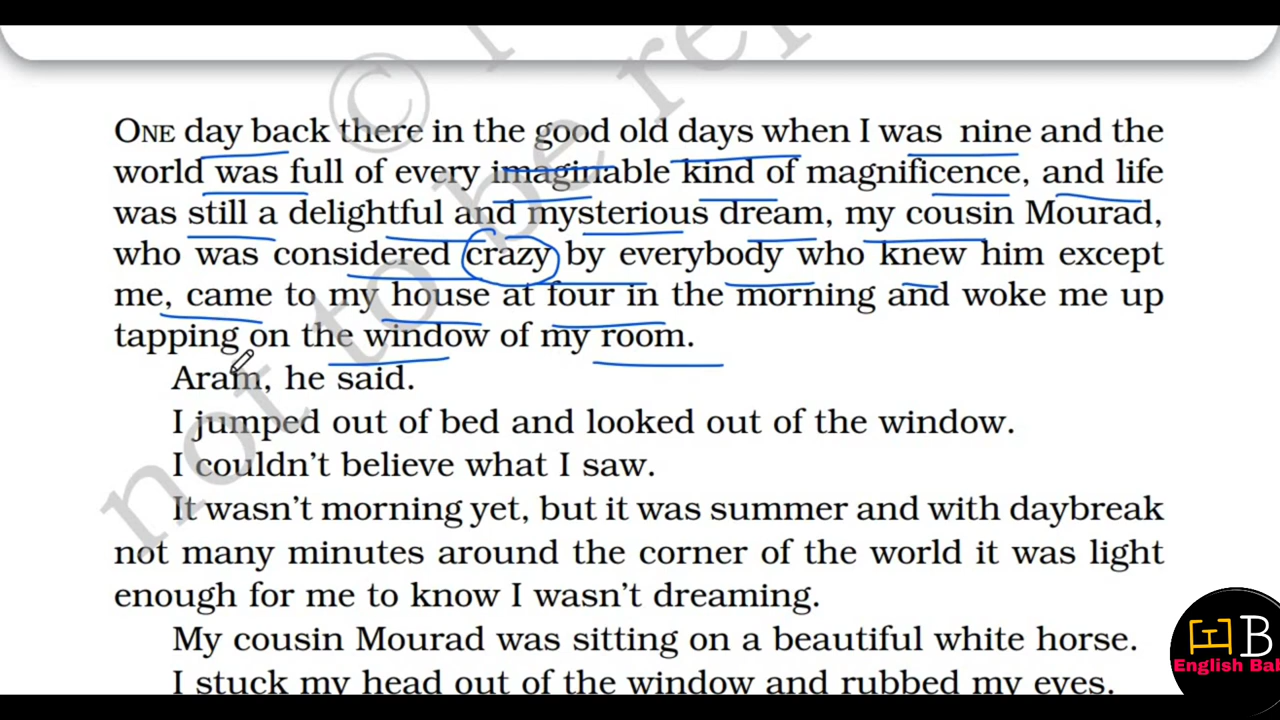 ONE day back there in the good old days when I was nine and the
world was full of every imaginable kind of magnificence, and life
was still a delightful and mysterious dream, my cousin Mourad,
who was considered crazy by everybody who knew him except
me, came to my house at four in the morning and woke me up
tapping on the window of my room.
Aram, he said.
I jumped out of bed and looked out of the window.
I couldn't believe what I saw.
It wasn't morning yet, but it was summer and with daybreak
not many minutes around the corner of the world it was light
enough for me to know I wasn't dreaming.
My cousin Mourad was sitting on a beautiful white horse.
I stuck my head out of the window and rubbed my eyes.
©
not to be re
B
English Bal